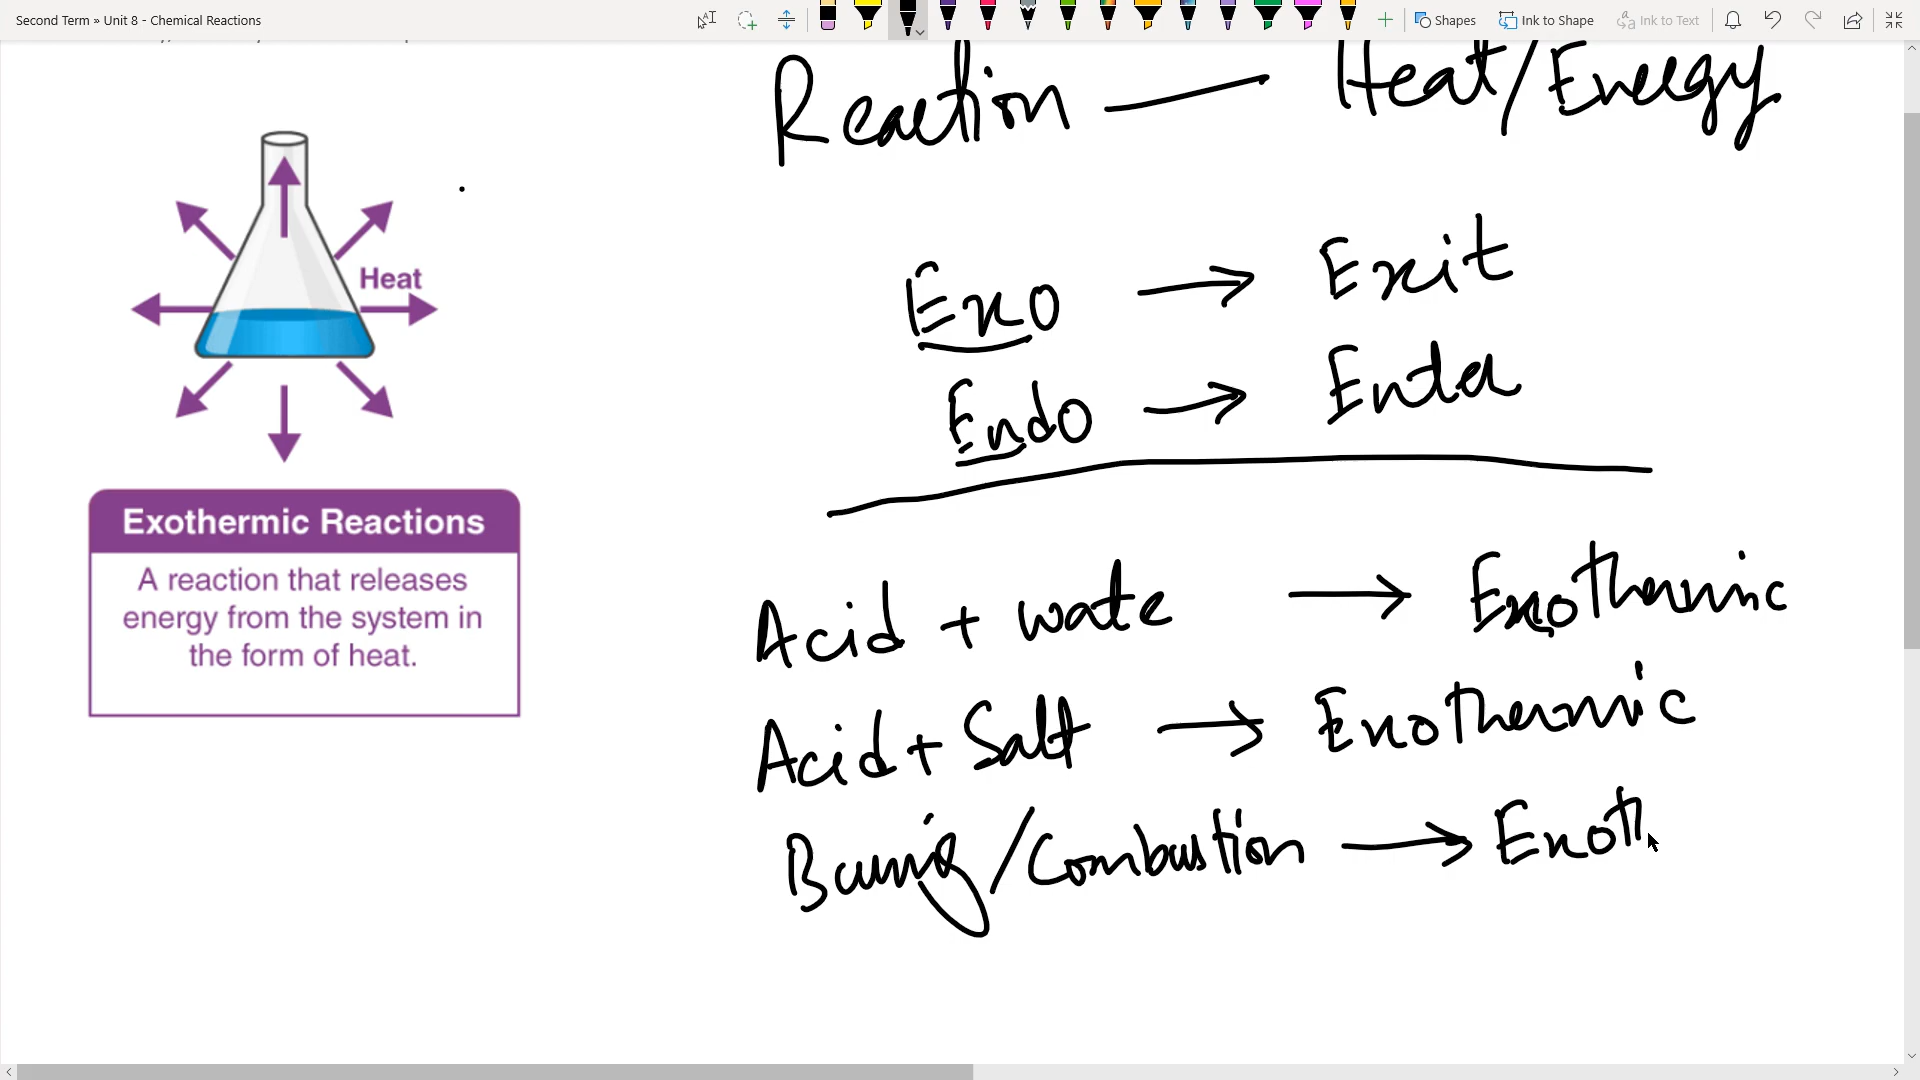 Second Term » Unit 8 - Chemical Reactions
Shapes
Ink to Shape
Ink to Text
Reaction — Heat/Energy
Heat
Exo → Exit
Endo → Enter
Exothermic Reactions
A reaction that releases
energy from the system in
the form of heat.
Acid + wate → Exothermic
Acid + Salt → Exothermic
Burning/Combustion → Exoth